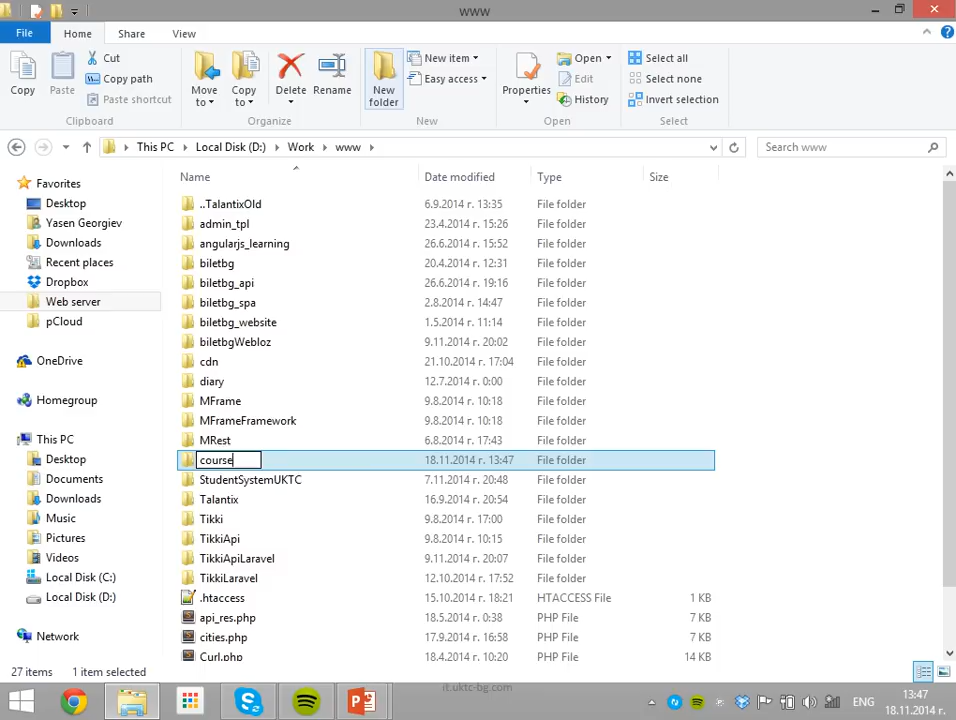 www
File Home Share View
Copy
Paste
Cut
Copy path
Paste shortcut
Clipboard
Move to
Copy to
Delete
Rename
Organize
New folder
New item
Easy access
New
Properties
Open
Edit
History
Open
Select all
Select none
Invert selection
Select
This PC Local Disk (D:) Work www
Search www
Favorites
Desktop
Yasen Georgiev
Downloads
Recent places
Dropbox
Web server
pCloud
OneDrive
Homegroup
This PC
Desktop
Documents
Downloads
Music
Pictures
Videos
Local Disk (C:)
Local Disk (D:)
Network
Name Date modified Type Size
..TalantixOld 6.9.2014 г. 13:35 File folder
admin_tpl 23.4.2014 г. 15:26 File folder
angularjs_learning 26.6.2014 г. 15:52 File folder
biletbg 20.4.2014 г. 12:31 File folder
biletbg_api 26.6.2014 г. 19:16 File folder
biletbg_spa 2.8.2014 г. 14:47 File folder
biletbg_website 1.5.2014 г. 11:14 File folder
biletbgWebloz 9.11.2014 г. 20:02 File folder
cdn 21.10.2014 г. 17:04 File folder
diary 12.7.2014 г. 0:00 File folder
MFrame 9.8.2014 г. 10:18 File folder
MFrameFramework 9.8.2014 г. 10:18 File folder
MRest 6.8.2014 г. 17:43 File folder
course 18.11.2014 г. 13:47 File folder
StudentSystemUKTC 7.11.2014 г. 20:48 File folder
Talantix 16.9.2014 г. 20:54 File folder
Tikki 9.8.2014 г. 17:00 File folder
TikkiApi 9.8.2014 г. 10:15 File folder
TikkiApiLaravel 9.11.2014 г. 20:07 File folder
TikkiLaravel 12.10.2014 г. 17:52 File folder
.htaccess 15.10.2014 г. 18:21 HTACCESS File 1 KB
api_res.php 18.5.2014 г. 0:38 PHP File 7 KB
cities.php 17.9.2014 г. 16:58 PHP File 7 KB
Curl.php 18.4.2014 г. 10:20 PHP File 14 KB
27 items 1 item selected
it.uktc-bg.com
ENG
13:47
18.11.2014 г.